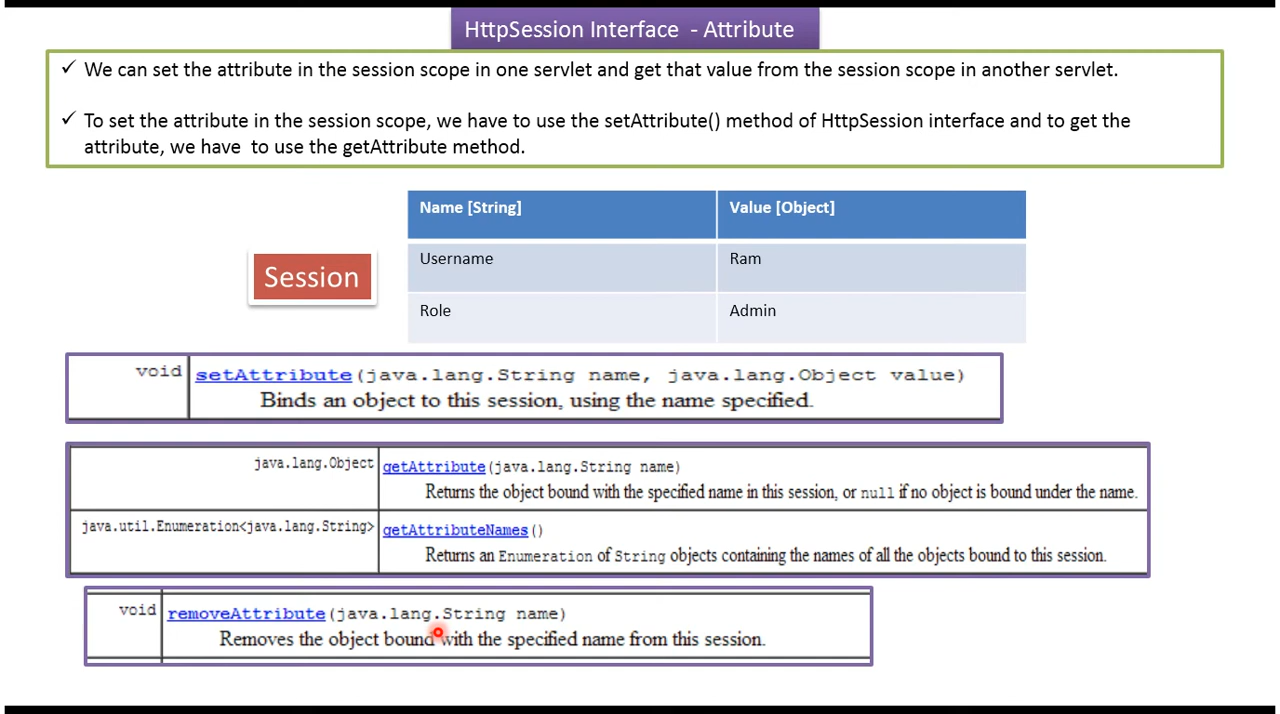 HttpSession Interface - Attribute
✓ We can set the attribute in the session scope in one servlet and get that value from the session scope in another servlet.
✓ To set the attribute in the session scope, we have to use the setAttribute() method of HttpSession interface and to get the
attribute, we have to use the getAttribute method.
Name [String] Value [Object]
Session
Username Ram
Role Admin
void setAttribute(java.lang.String name, java.lang.Object value)
Binds an object to this session, using the name specified.
java.lang.Object getAttribute(java.lang.String name)
Returns the object bound with the specified name in this session, or null if no object is bound under the name.
java.util.Enumeration<java.lang.String> getAttributeNames()
Returns an Enumeration of String objects containing the names of all the objects bound to this session.
void removeAttribute(java.lang.String name)
Removes the object bound with the specified name from this session.